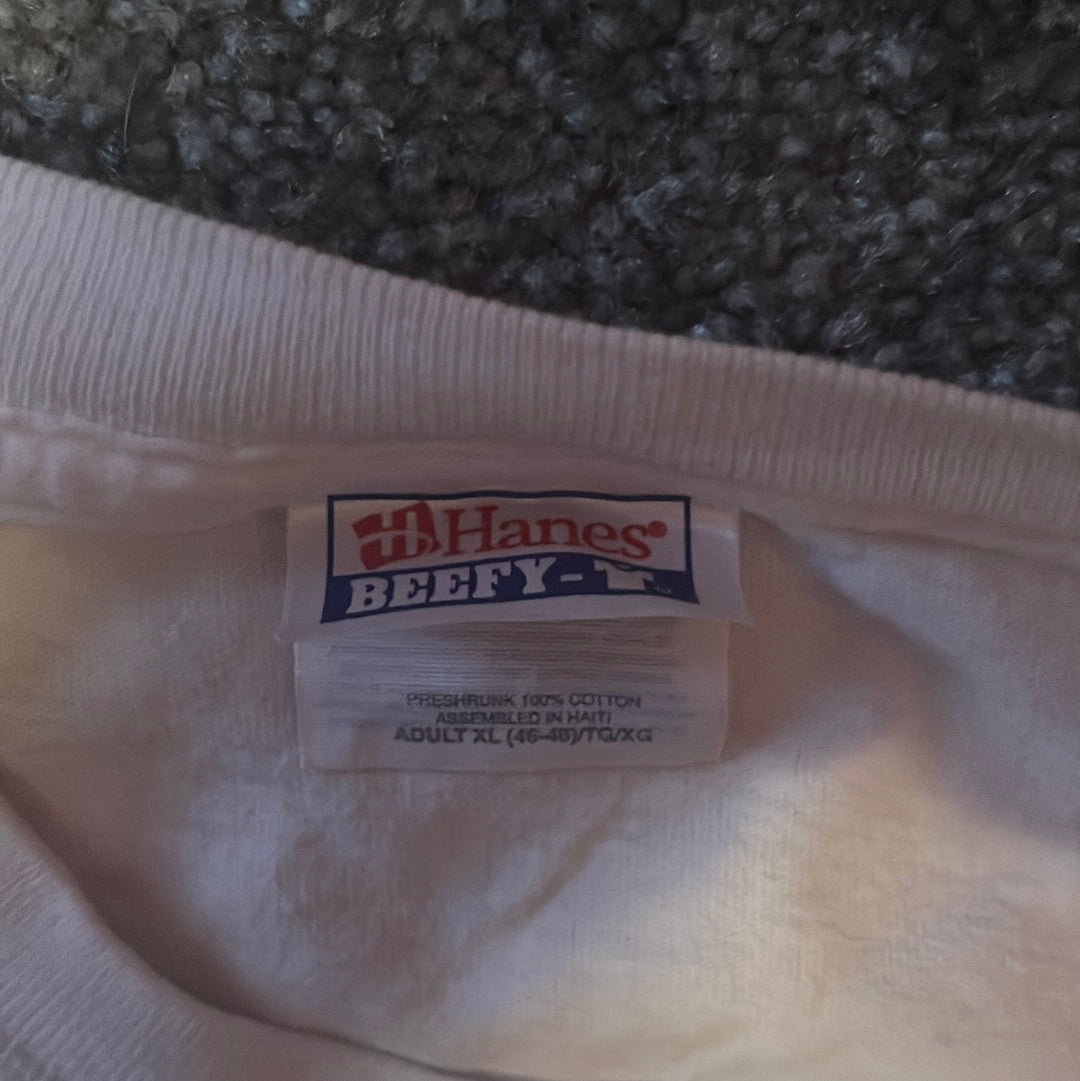 Hanes®
BEEFY-T
PRESHRUNK 100% COTTON
ASSEMBLED IN HAITI
ADULT XL (46-48)/TG/XG